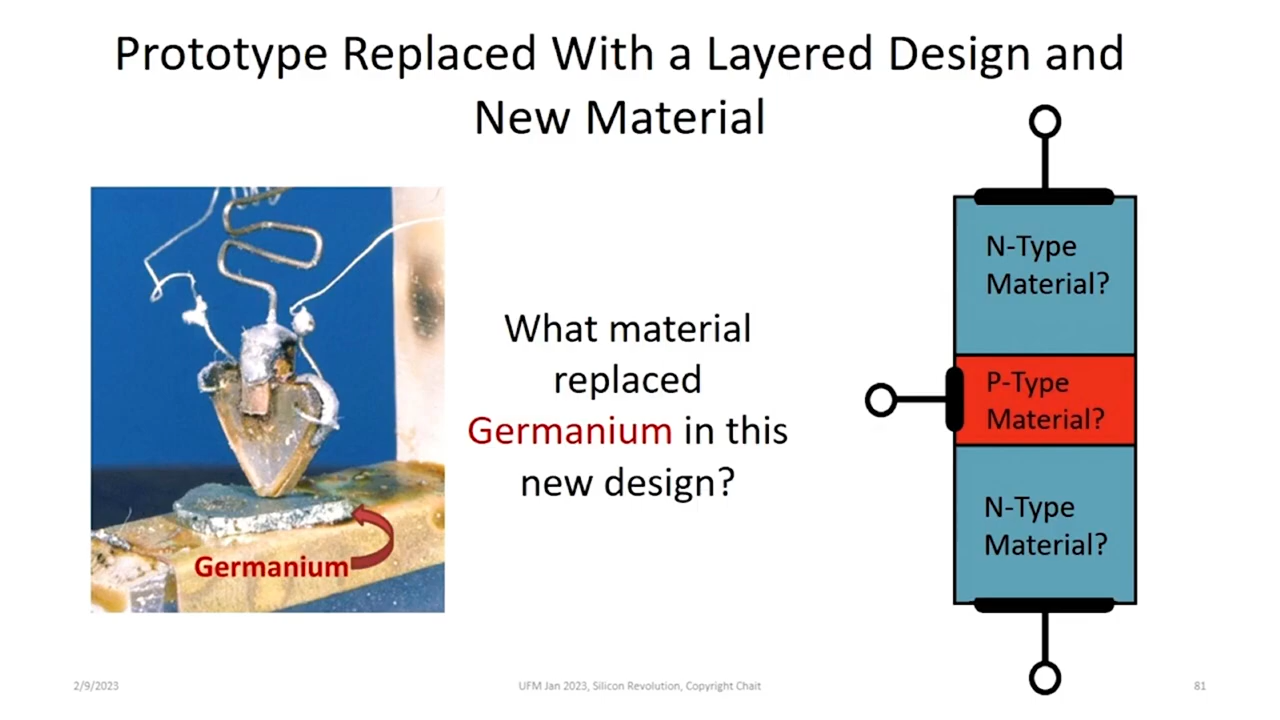 Prototype Replaced With a Layered Design and
New Material
What material
replaced
Germanium in this
new design?
Germanium
N-Type
Material?
P-Type
Material?
N-Type
Material?
2/9/2023
UFM Jan 2023, Silicon Revolution, Copyright Chait
81